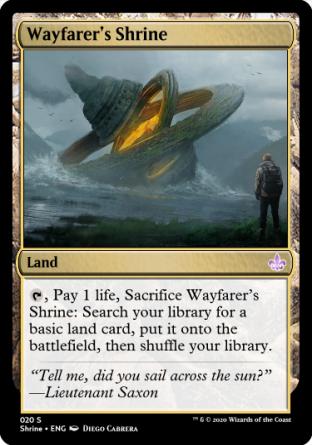 Wayfarer's Shrine
Land
, Pay 1 life, Sacrifice Wayfarer's
Shrine: Search your library for a
basic land card, put it onto the
battlefield, then shuffle your library.
“Tell me, did you sail across the sun?”
—Lieutenant Saxon
020 S
Shrine • ENG Diego Cabrera
™ & © 2020 Wizards of the Coast